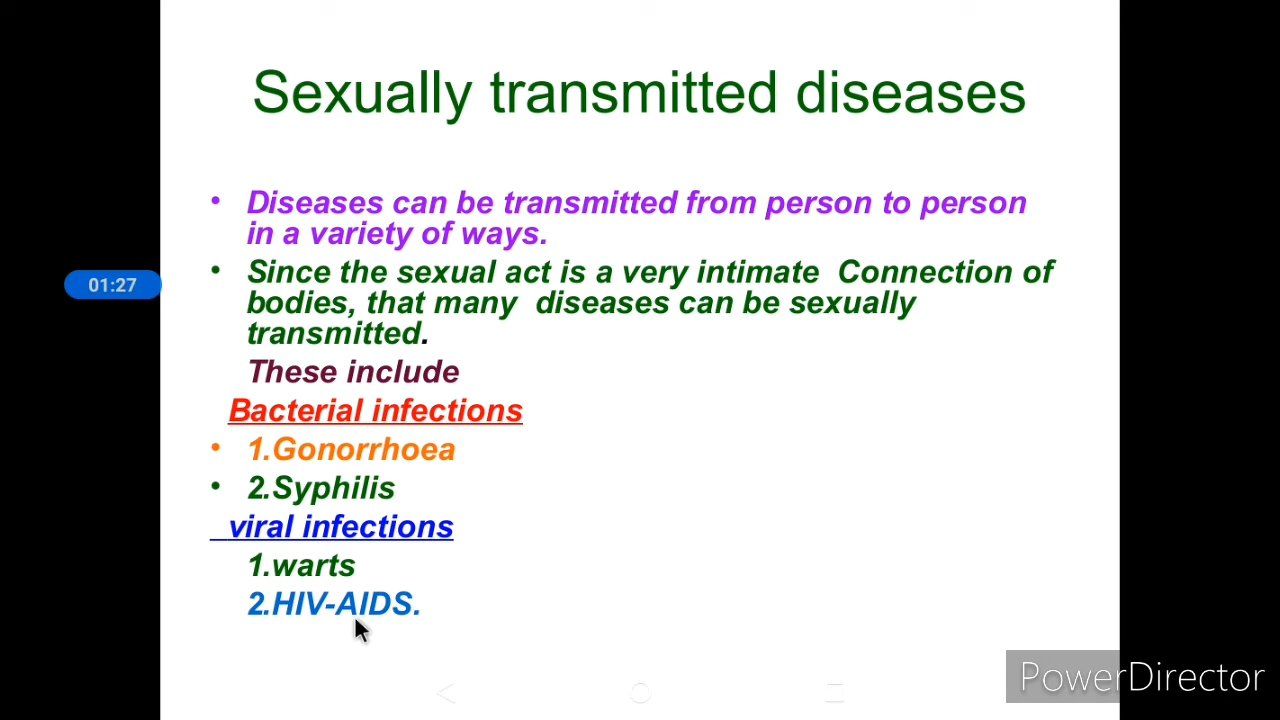 Sexually transmitted diseases
• Diseases can be transmitted from person to person
in a variety of ways.
• Since the sexual act is a very intimate Connection of
bodies, that many diseases can be sexually
transmitted.
These include
Bacterial infections
• 1.Gonorrhoea
• 2.Syphilis
viral infections
1.warts
2.HIV-AIDS.
01:27
PowerDirector